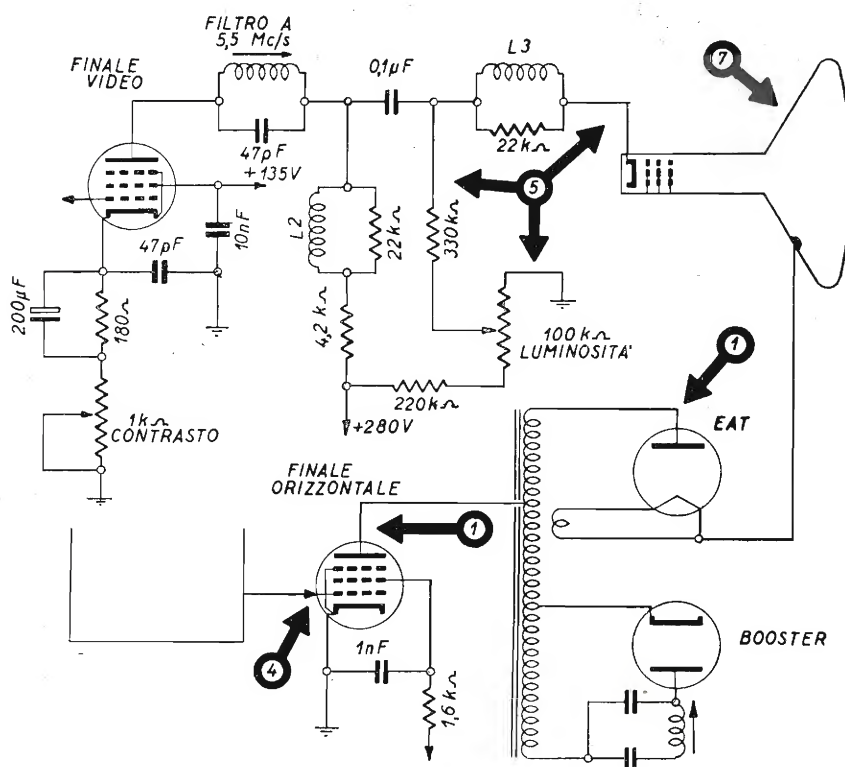 FILTRO A
5,5 Mc/s
FINALE
VIDEO
0,1µF
L3
7
47pF
+135V
22kΩ
5
L2
22kΩ
330kΩ
10nF
47pF
200µF
180Ω
4,2 kΩ
100kΩ
LUMINOSITA'
220kΩ
+280V
1kΩ
CONTRASTO
1
EAT
FINALE
ORIZZONTALE
1
4
1nF
1,6kΩ
BOOSTER